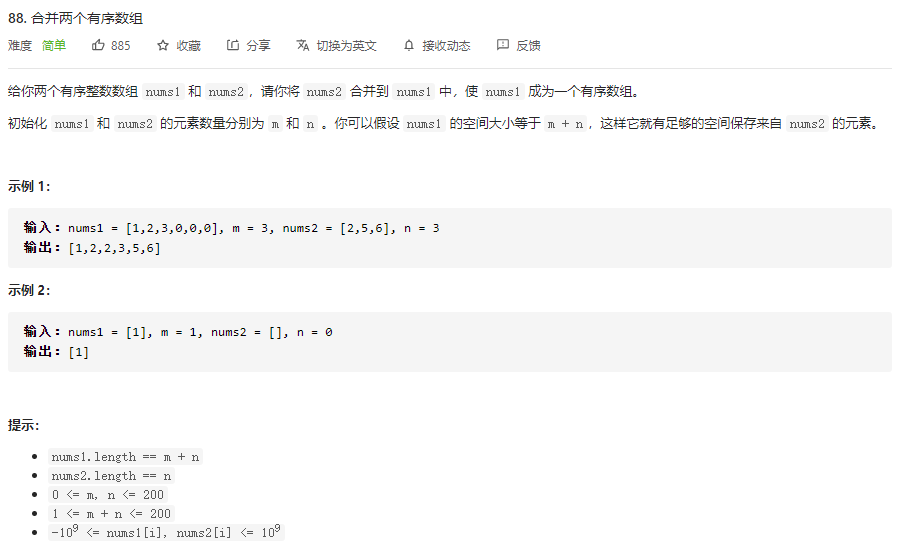 88. 合并两个有序数组
难度 简单 885 收藏 分享 切换为英文 接收动态 反馈
给你两个有序整数数组 nums1 和 nums2，请你将 nums2 合并到 nums1 中，使 nums1 成为一个有序数组。
初始化 nums1 和 nums2 的元素数量分别为 m 和 n 。你可以假设 nums1 的空间大小等于 m + n ，这样它就有足够的空间保存来自 nums2 的元素。
示例 1：
输入：nums1 = [1,2,3,0,0,0], m = 3, nums2 = [2,5,6], n = 3
输出：[1,2,2,3,5,6]
示例 2：
输入：nums1 = [1], m = 1, nums2 = [], n = 0
输出：[1]
提示：
nums1.length == m + n
nums2.length == n
0 <= m, n <= 200
1 <= m + n <= 200
-10⁹ <= nums1[i], nums2[i] <= 10⁹